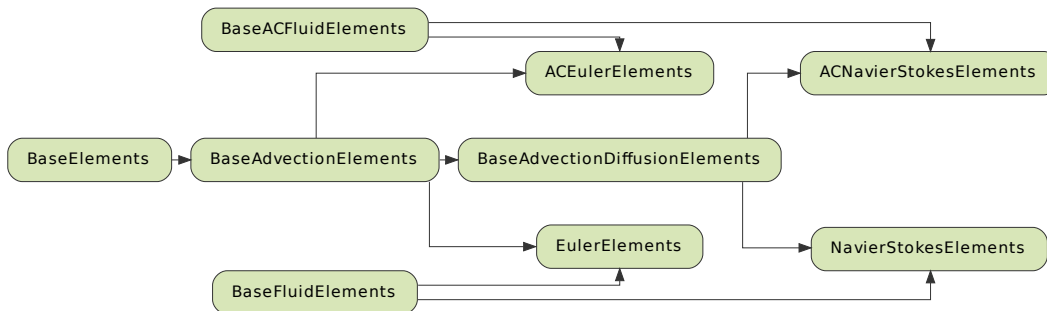 BaseACFluidElements
ACEulerElements
ACNavierStokesElements
BaseElements
BaseAdvectionElements
BaseAdvectionDiffusionElements
EulerElements
NavierStokesElements
BaseFluidElements